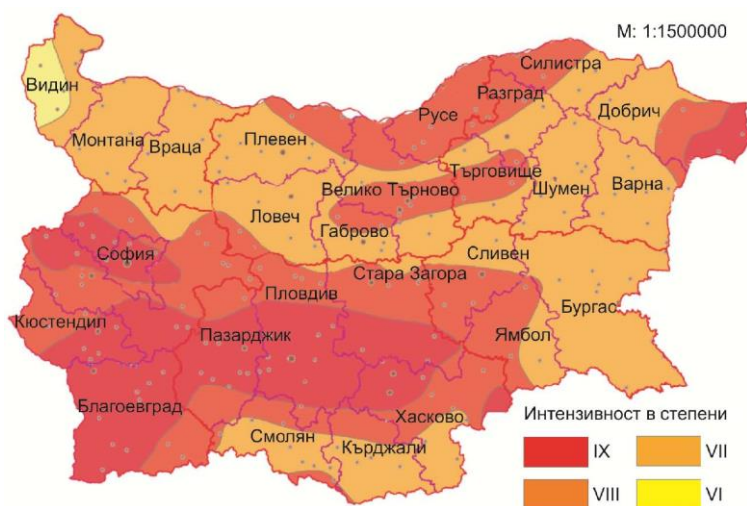 М: 1:1500000
Силистра
Видин
Разград
Русе
Добрич
Монтана
Враца
Плевен
Търговище
Велико Търново
Шумен
Варна
Ловеч
Габрово
София
Сливен
Стара Загора
Пловдив
Бургас
Кюстендил
Пазарджик
Ямбол
Благоевград
Хасково
Интензивност в степени
Смолян
Кърджали
IX
VII
VIII
VI